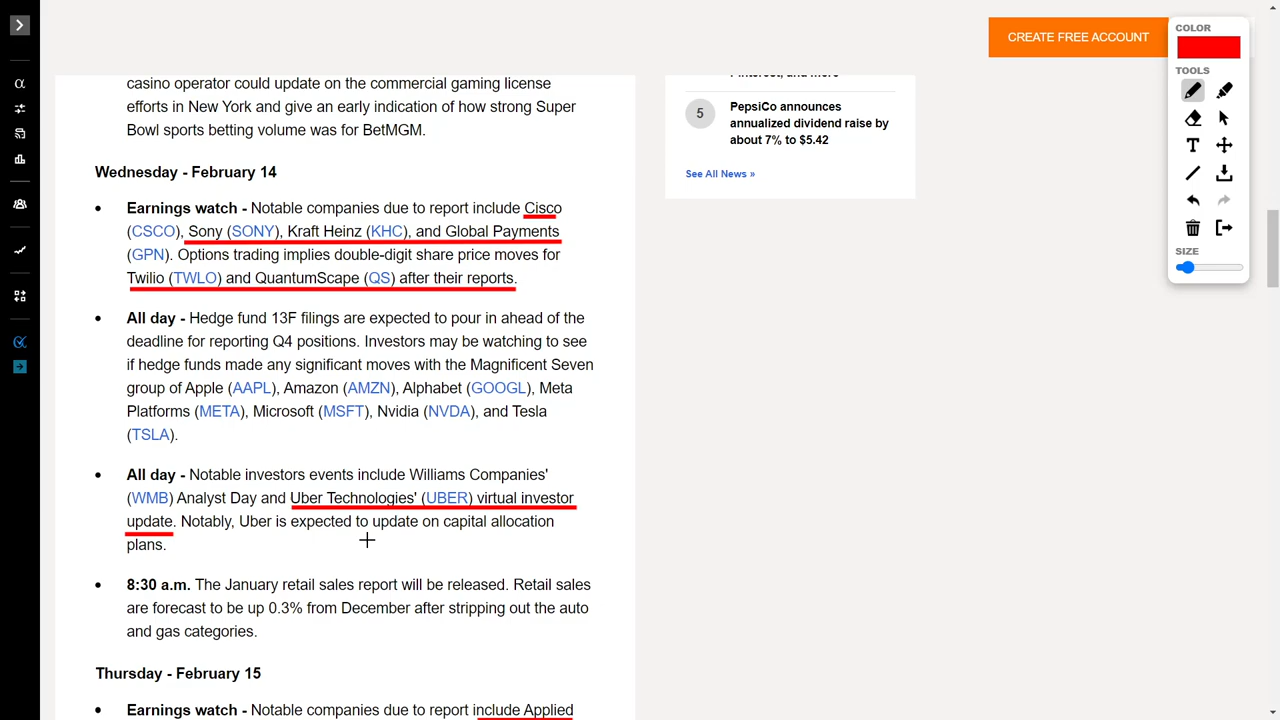 CREATE FREE ACCOUNT
COLOR
TOOLS
SIZE
casino operator could update on the commercial gaming license
efforts in New York and give an early indication of how strong Super
Bowl sports betting volume was for BetMGM.
Wednesday - February 14
Earnings watch - Notable companies due to report include Cisco
(CSCO), Sony (SONY), Kraft Heinz (KHC), and Global Payments
(GPN). Options trading implies double-digit share price moves for
Twilio (TWLO) and QuantumScape (QS) after their reports.
All day - Hedge fund 13F filings are expected to pour in ahead of the
deadline for reporting Q4 positions. Investors may be watching to see
if hedge funds made any significant moves with the Magnificent Seven
group of Apple (AAPL), Amazon (AMZN), Alphabet (GOOGL), Meta
Platforms (META), Microsoft (MSFT), Nvidia (NVDA), and Tesla
(TSLA).
All day - Notable investors events include Williams Companies'
(WMB) Analyst Day and Uber Technologies' (UBER) virtual investor
update. Notably, Uber is expected to update on capital allocation
plans.
8:30 a.m. The January retail sales report will be released. Retail sales
are forecast to be up 0.3% from December after stripping out the auto
and gas categories.
Thursday - February 15
Earnings watch - Notable companies due to report include Applied
Pinterest, and more
5
PepsiCo announces
annualized dividend raise by
about 7% to $5.42
See All News »